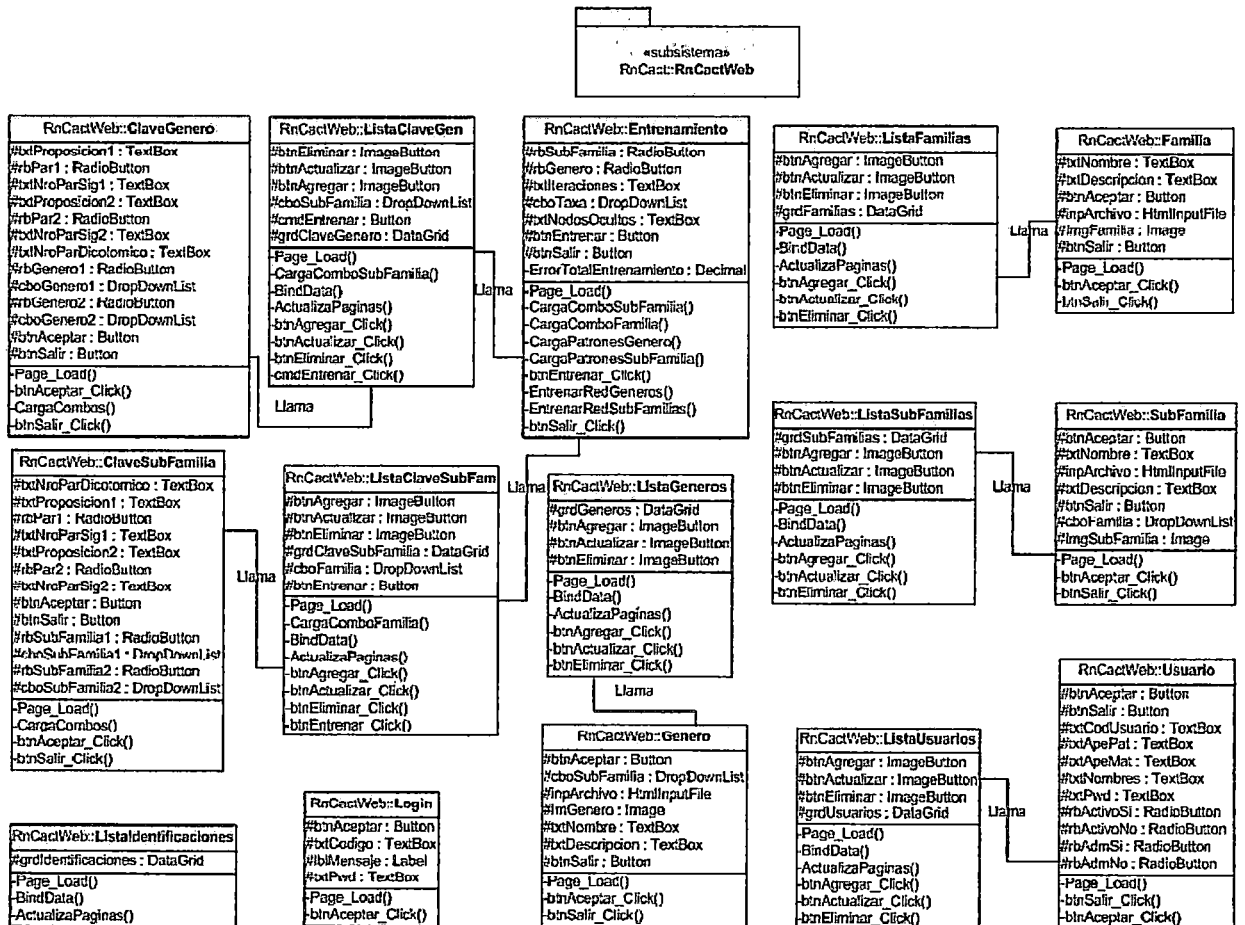 «subsistema»
RnCact::RnCactWeb
RnCactWeb::ClaveGenero
#txtProposicion1 : TextBox
#rbPar1 : RadioButton
#txtNroParSig1 : TextBox
#txtProposicion2 : TextBox
#rbPar2 : RadioButton
#txtNroParSig2 : TextBox
#txtNroParDicotomico : TextBox
#rbGenero1 : RadioButton
#cboGenero1 : DropDownList
#rbGenero2 : RadioButton
#cboGenero2 : DropDownList
#btnAceptar : Button
#btnSalir : Button
-Page_Load()
-btnAceptar_Click()
-CargaCombos()
-btnSalir_Click()
Llama
RnCactWeb::ListaClaveGen
#btnEliminar : ImageButton
#btnActualizar : ImageButton
#btnAgregar : ImageButton
#cboSubFamilia : DropDownList
#cmdEntrenar : Button
#grdClaveGenero : DataGrid
-Page_Load()
-CargaComboSubFamilia()
-BindData()
-ActualizaPaginas()
-btnAgregar_Click()
-btnActualizar_Click()
-btnEliminar_Click()
-cmdEntrenar_Click()
Llama
RnCactWeb::Entrenamiento
#rbSubFamilia : RadioButton
#rbGenero : RadioButton
#txtIteraciones : TextBox
#cboTaxa : DropDownList
#txtNodosOcultos : TextBox
#btnEntrenar : Button
#btnSalir : Button
-ErrorTotalEntrenamiento : Decimal
-Page_Load()
-CargaComboSubFamilia()
-CargaComboFamilia()
-CargaPatronesGenero()
-CargaPatronesSubFamilia()
-btnEntrenar_Click()
-EntrenarRedGeneros()
-EntrenarRedSubFamilias()
-btnSalir_Click()
RnCactWeb::ListaFamilias
#btnAgregar : ImageButton
#btnActualizar : ImageButton
#btnEliminar : ImageButton
#grdFamilias : DataGrid
-Page_Load()
-BindData()
-ActualizaPaginas()
-btnAgregar_Click()
-btnActualizar_Click()
-btnEliminar_Click()
Llama
RnCactWeb::Familia
#txtNombre : TextBox
#txtDescripcion : TextBox
#btnAceptar : Button
#inpArchivo : HtmlInputFile
#ImgFamilia : Image
#btnSalir : Button
-Page_Load()
-btnAceptar_Click()
-btnSalir_Click()
RnCactWeb::ClaveSubFamilia
#txtNroParDicotomico : TextBox
#txtProposicion1 : TextBox
#rbPar1 : RadioButton
#txtNroParSig1 : TextBox
#txtProposicion2 : TextBox
#rbPar2 : RadioButton
#txtNroParSig2 : TextBox
#btnAceptar : Button
#btnSalir : Button
#rbSubFamilia1 : RadioButton
#cboSubFamilia1 : DropDownList
#rbSubFamilia2 : RadioButton
#cboSubFamilia2 : DropDownList
-Page_Load()
-CargaCombos()
-btnAceptar_Click()
-btnSalir_Click()
Llama
RnCactWeb::ListaClaveSubFam
#btnAgregar : ImageButton
#btnActualizar : ImageButton
#btnEliminar : ImageButton
#grdClaveSubFamilia : DataGrid
#cboFamilia : DropDownList
#btnEntrenar : Button
-Page_Load()
-CargaComboFamilia()
-BindData()
-ActualizaPaginas()
-btnAgregar_Click()
-btnActualizar_Click()
-btnEliminar_Click()
-btnEntrenar_Click()
Llama
RnCactWeb::ListaGeneros
#grdGeneros : DataGrid
#btnAgregar : ImageButton
#btnActualizar : ImageButton
#btnEliminar : ImageButton
-Page_Load()
-BindData()
-ActualizaPaginas()
-btnAgregar_Click()
-btnActualizar_Click()
-btnEliminar_Click()
Llama
RnCactWeb::ListaSubFamilias
#grdSubFamilias : DataGrid
#btnAgregar : ImageButton
#btnActualizar : ImageButton
#btnEliminar : ImageButton
-Page_Load()
-BindData()
-ActualizaPaginas()
-btnAgregar_Click()
-btnActualizar_Click()
-btnEliminar_Click()
Llama
RnCactWeb::SubFamilia
#btnAceptar : Button
#txtNombre : TextBox
#inpArchivo : HtmlInputFile
#txtDescripcion : TextBox
#btnSalir : Button
#cboFamilia : DropDownList
#ImgSubFamilia : Image
-Page_Load()
-btnAceptar_Click()
-btnSalir_Click()
RnCactWeb::ListaIdentificaciones
#grdIdentificaciones : DataGrid
-Page_Load()
-BindData()
-ActualizaPaginas()
RnCactWeb::Login
#btnAceptar : Button
#txtCodigo : TextBox
#lblMensaje : Label
#txtPwd : TextBox
-Page_Load()
-btnAceptar_Click()
RnCactWeb::Genero
#btnAceptar : Button
#cboSubFamilia : DropDownList
#inpArchivo : HtmlInputFile
#ImGenero : Image
#txtNombre : TextBox
#txtDescripcion : TextBox
#btnSalir : Button
-Page_Load()
-btnAceptar_Click()
-btnSalir_Click()
RnCactWeb::ListaUsuarios
#btnAgregar : ImageButton
#btnActualizar : ImageButton
#btnEliminar : ImageButton
#grdUsuarios : DataGrid
-Page_Load()
-BindData()
-ActualizaPaginas()
-btnAgregar_Click()
-btnActualizar_Click()
-btnEliminar_Click()
Llama
RnCactWeb::Usuario
#btnAceptar : Button
#btnSalir : Button
#txtCodUsuario : TextBox
#txtApePat : TextBox
#txtApeMat : TextBox
#txtNombres : TextBox
#txtPwd : TextBox
#rbActivoSi : RadioButton
#rbActivoNo : RadioButton
#rbAdmSi : RadioButton
#rbAdmNo : RadioButton
-Page_Load()
-btnSalir_Click()
-btnAceptar_Click()